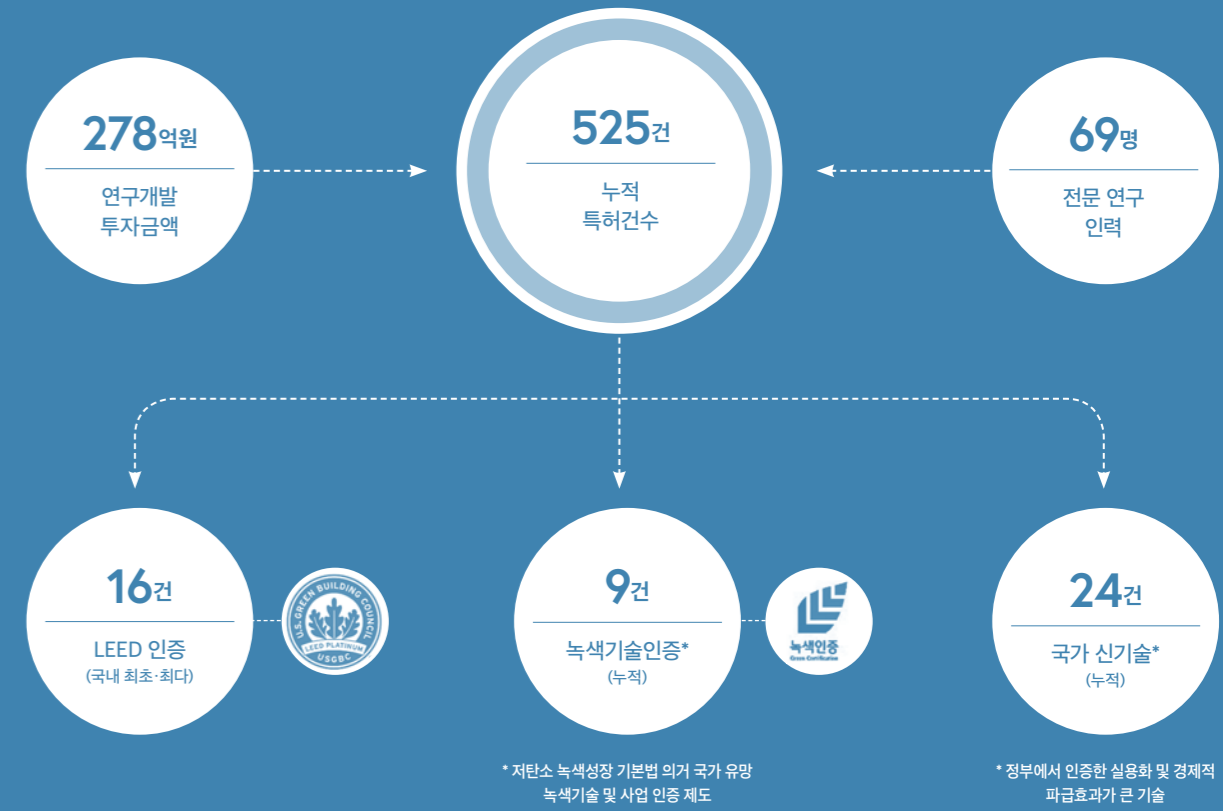 278억원
연구개발
투자금액
525건
누적
특허건수
69명
전문 연구
인력
16건
LEED 인증
(국내 최초·최다)
U.S. GREEN BUILDING COUNCIL
LEED PLATINUM
USGBC
9건
녹색기술인증*
(누적)
녹색인증
Green Certification
24건
국가 신기술*
(누적)
* 저탄소 녹색성장 기본법 의거 국가 유망
녹색기술 및 사업 인증 제도
* 정부에서 인증한 실용화 및 경제적
파급효과가 큰 기술